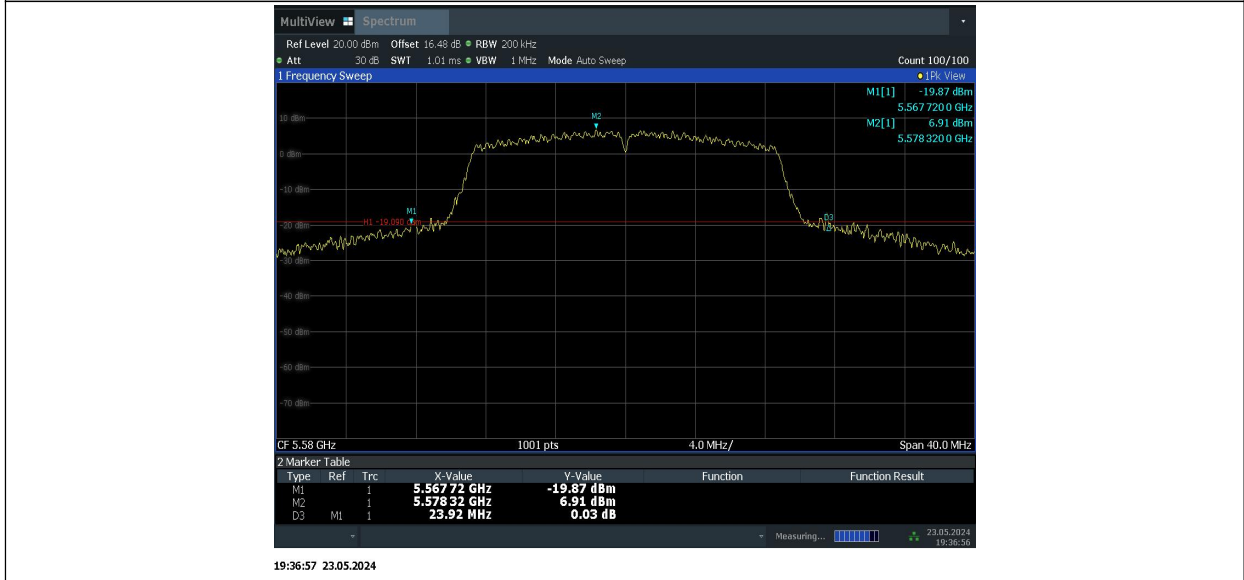 MultiView Spectrum
Ref Level 20.00 dBm Offset 16.48 dB RBW 200 kHz
Att 30 dB SWT 1.01 ms VBW 1 MHz Mode Auto Sweep Count 100/100
1 Frequency Sweep 1Pk View
M1[1] -19.87 dBm
5.567 720 0 GHz
M2[1] 6.91 dBm
5.578 320 0 GHz
M2
10 dBm
0 dBm
-10 dBm
M1
H1 -19.090 dBm
D3
-20 dBm
-30 dBm
-40 dBm
-50 dBm
-60 dBm
-70 dBm
CF 5.58 GHz 1001 pts 4.0 MHz/ Span 40.0 MHz
2 Marker Table
Type Ref Trc X-Value Y-Value Function Function Result
M1 1 5.567 72 GHz -19.87 dBm
M2 1 5.578 32 GHz 6.91 dBm
D3 M1 1 23.92 MHz 0.03 dB
Measuring... 23.05.2024
19:36:56
19:36:57 23.05.2024